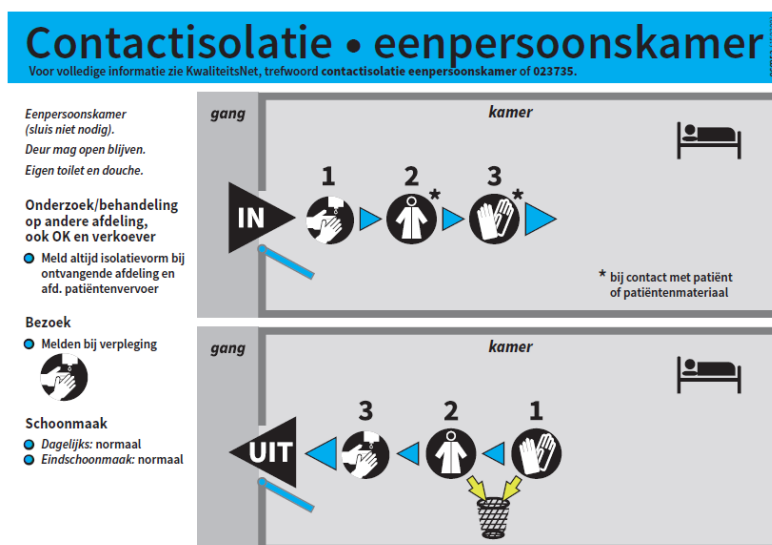 Contactisolatie • eenpersoonskamer
Voor volledige informatie zie KwaliteitsNet, trefwoord contactisolatie eenpersoonskamer of 023735.
Eenpersoonskamer
(sluis niet nodig).
Deur mag open blijven.
Eigen toilet en douche.
Onderzoek/behandeling
op andere afdeling,
ook OK en verkoever
Meld altijd isolatievorm bij
ontvangende afdeling en
afd. patiëntenvervoer
Bezoek
Melden bij verpleging
Schoonmaak
Dagelijks: normaal
Eindschoonmaak: normaal
gang
kamer
IN
1
2
*
3
*
* bij contact met patiënt
of patiëntenmateriaal
gang
kamer
UIT
3
2
1